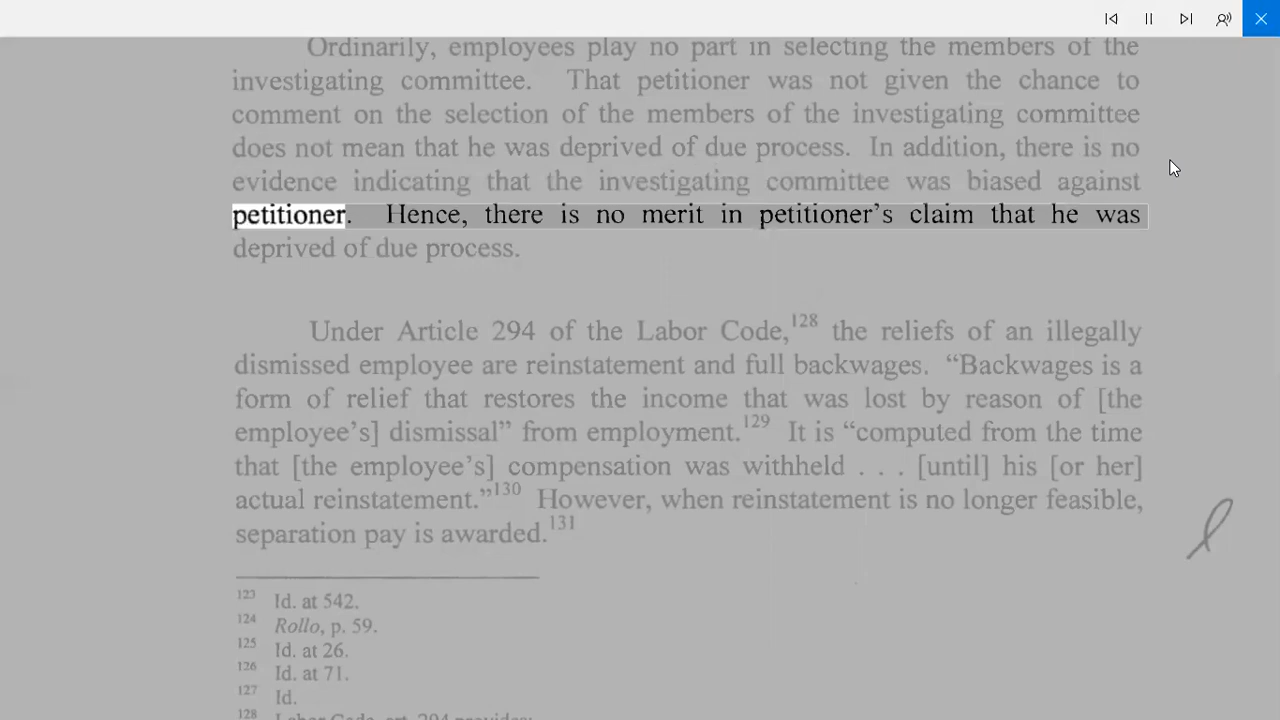 Ordinarily, employees play no part in selecting the members of the
investigating committee. That petitioner was not given the chance to
comment on the selection of the members of the investigating committee
does not mean that he was deprived of due process. In addition, there is no
evidence indicating that the investigating committee was biased against
petitioner. Hence, there is no merit in petitioner’s claim that he was
deprived of due process.
Under Article 294 of the Labor Code,128 the reliefs of an illegally
dismissed employee are reinstatement and full backwages. “Backwages is a
form of relief that restores the income that was lost by reason of [the
employee’s] dismissal” from employment.129 It is “computed from the time
that [the employee’s] compensation was withheld . . . [until] his [or her]
actual reinstatement.”130 However, when reinstatement is no longer feasible,
separation pay is awarded.131
123 Id. at 542.
124 Rollo, p. 59.
125 Id. at 26.
126 Id. at 71.
127 Id.
128 Labor Code, art. 294 provides: